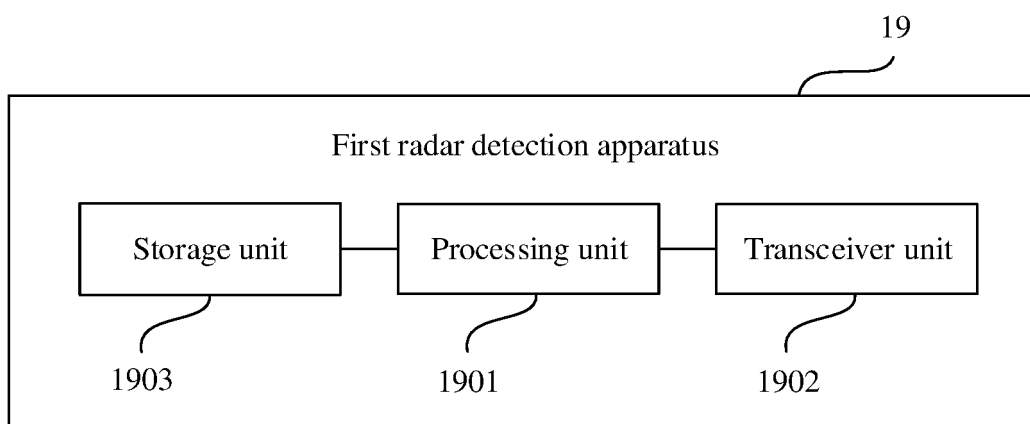 19
First radar detection apparatus
Storage unit
Processing unit
Transceiver unit
1903
1901
1902